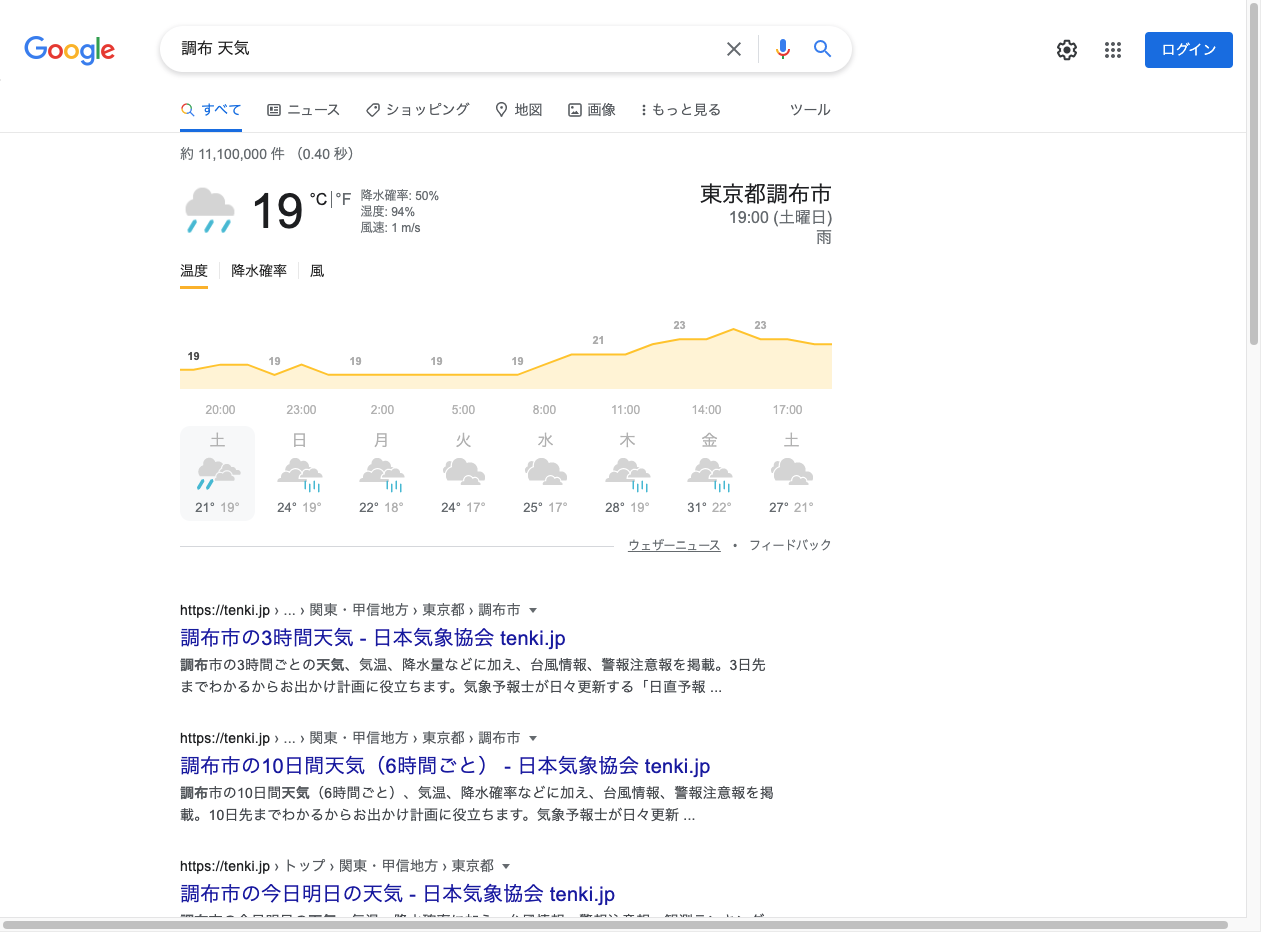 Google
調布 天気
ログイン
すべて ニュース ショッピング 地図 画像 もっと見る ツール
約 11,100,000 件 （0.40 秒）
19 °C | °F
降水確率: 50%
湿度: 94%
風速: 1 m/s
東京都調布市
19:00 (土曜日)
雨
温度 降水確率 風
19 19 19 19 19 21 23 23
20:00 23:00 2:00 5:00 8:00 11:00 14:00 17:00
土 日 月 火 水 木 金 土
21° 19° 24° 19° 22° 18° 24° 17° 25° 17° 28° 19° 31° 22° 27° 21°
ウェザーニュース • フィードバック
https://tenki.jp › ... › 関東・甲信地方 › 東京都 › 調布市
調布市の3時間天気 - 日本気象協会 tenki.jp
調布市の3時間ごとの天気、気温、降水量などに加え、台風情報、警報注意報を掲載。3日先
までわかるからお出かけ計画に役立ちます。気象予報士が日々更新する「日直予報 ...
https://tenki.jp › ... › 関東・甲信地方 › 東京都 › 調布市
調布市の10日間天気（6時間ごと） - 日本気象協会 tenki.jp
調布市の10日間天気（6時間ごと）、気温、降水確率などに加え、台風情報、警報注意報を掲
載。10日先までわかるからお出かけ計画に役立ちます。気象予報士が日々更新 ...
https://tenki.jp › トップ › 関東・甲信地方 › 東京都
調布市の今日明日の天気 - 日本気象協会 tenki.jp